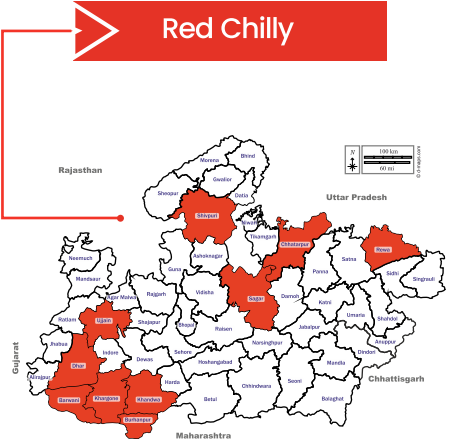 Red Chilly
Rajasthan
Uttar Pradesh
Gujarat
Maharashtra
Chhattisgarh
N
100 km
60 mi
© d-maps.com
Bhind
Morena
Gwalior
Datia
Sheopur
Shivpuri
Niwari
Tikamgarh
Chhatarpur
Rewa
Satna
Panna
Sidhi
Singrauli
Ashoknagar
Guna
Neemuch
Mandsaur
Agar Malwa
Rajgarh
Vidisha
Sagar
Damoh
Katni
Umaria
Shahdol
Anuppur
Ratlam
Ujjain
Shajapur
Bhopal
Raisen
Jabalpur
Narsinghpur
Dindori
Mandla
Jhabua
Indore
Dewas
Sehore
Hoshangabad
Alirajpur
Dhar
Harda
Betul
Chhindwara
Seoni
Balaghat
Barwani
Khargone
Khandwa
Burhanpur